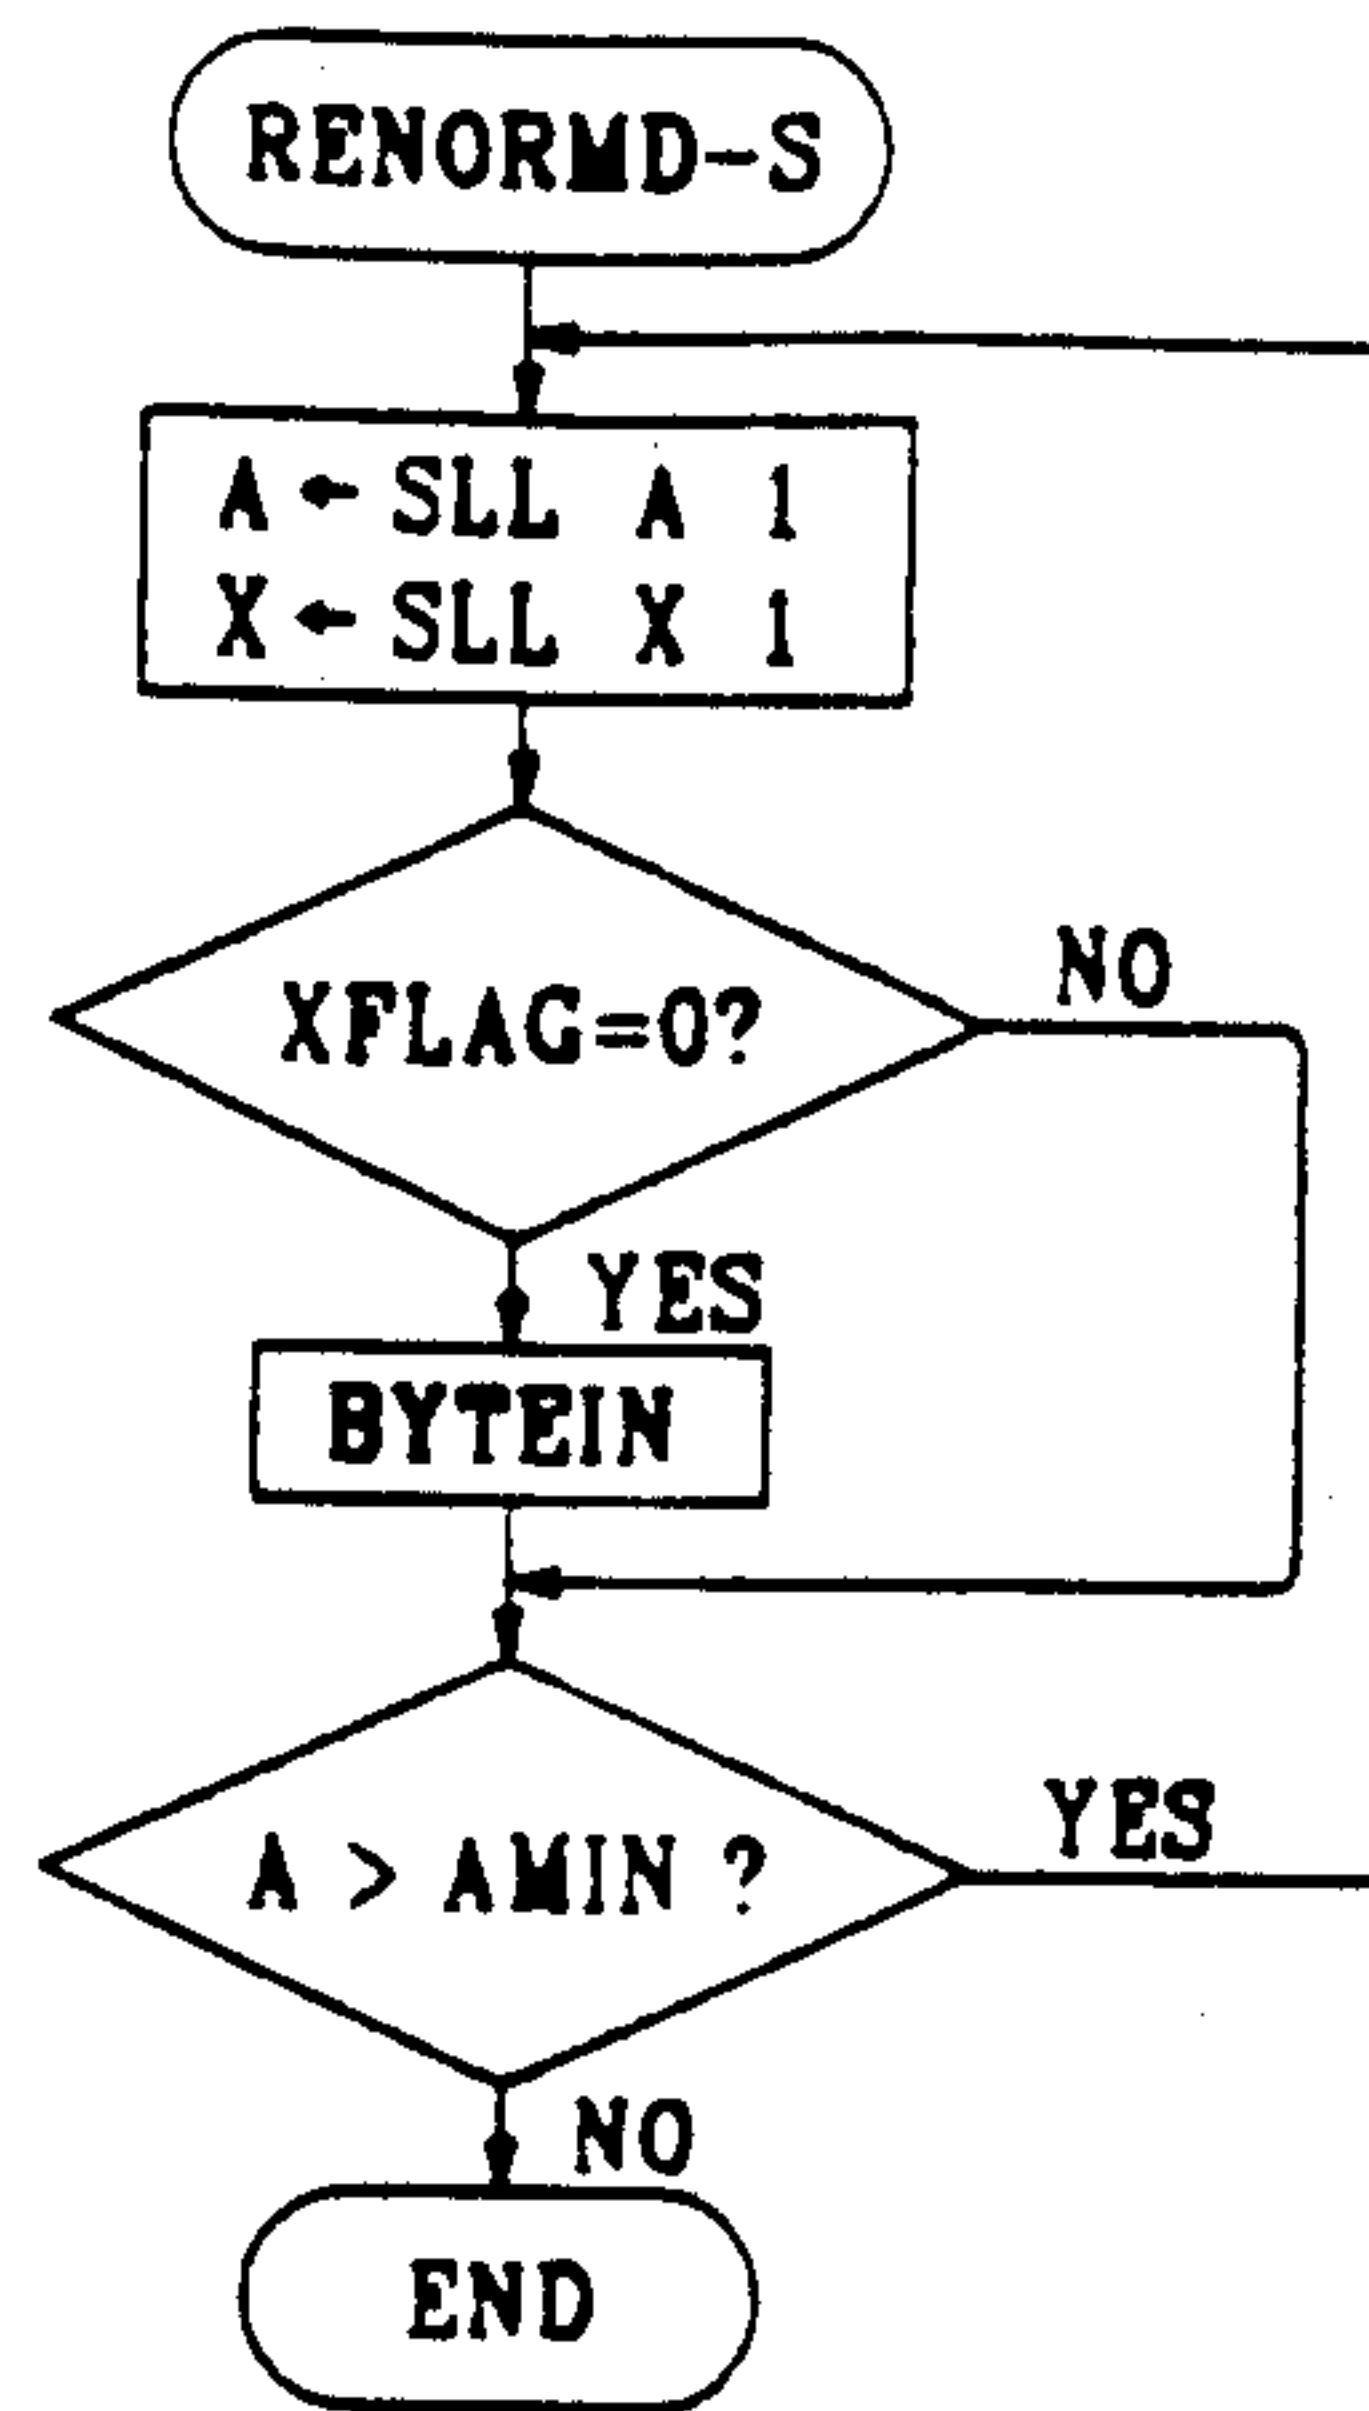 RENORMD-S
A ← SLL A 1
X ← SLL X 1
XFLAG=0?
NO
YES
BYTEIN
A > AMIN ?
YES
NO
END